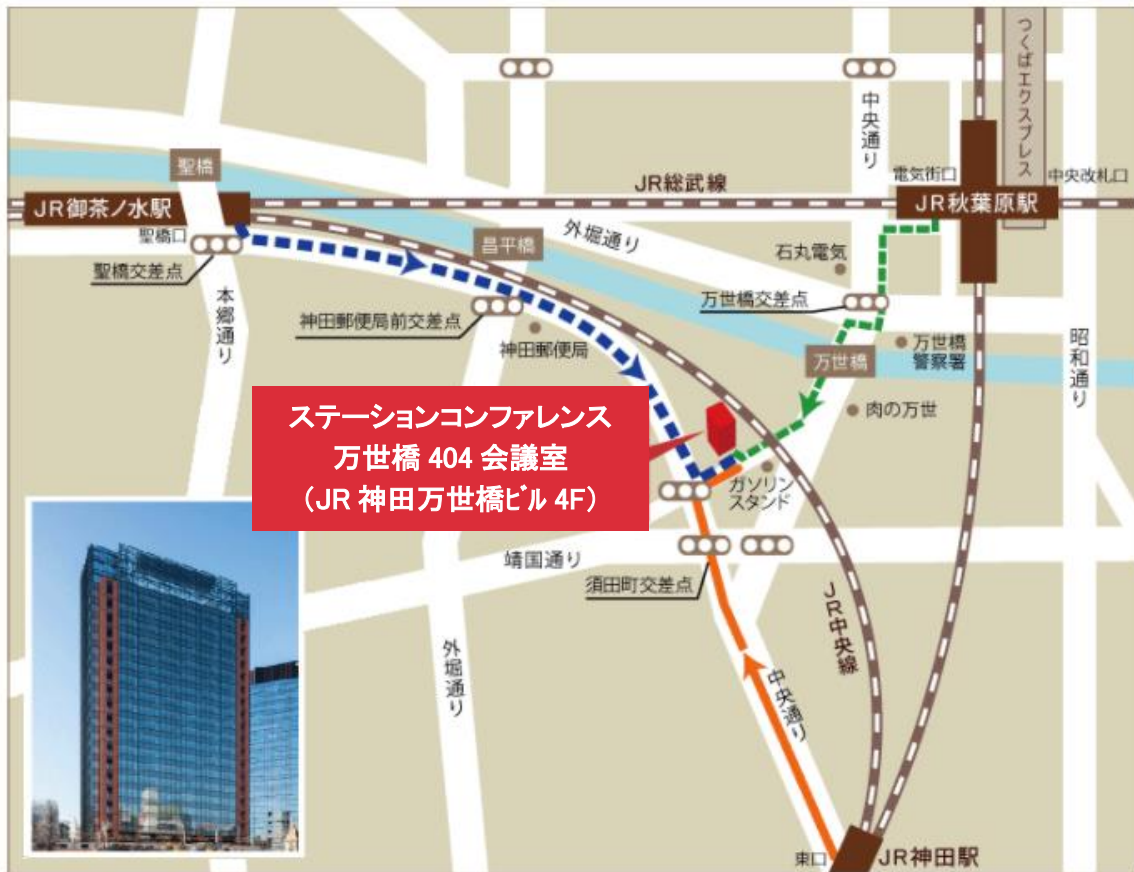 つくばエクスプレス
中央通り
聖橋
電気街口
中央改札口
JR総武線
JR御茶ノ水駅
JR秋葉原駅
聖橋口
外堀通り
昌平橋
石丸電気
聖橋交差点
本郷通り
万世橋交差点
神田郵便局前交差点
神田郵便局
万世橋
万世橋
警察署
昭和通り
肉の万世
ステーションコンファレンス
万世橋 404 会議室
（JR 神田万世橋ビル 4F）
ガソリン
スタンド
靖国通り
須田町交差点
JR中央線
外堀通り
中央通り
東口
JR神田駅